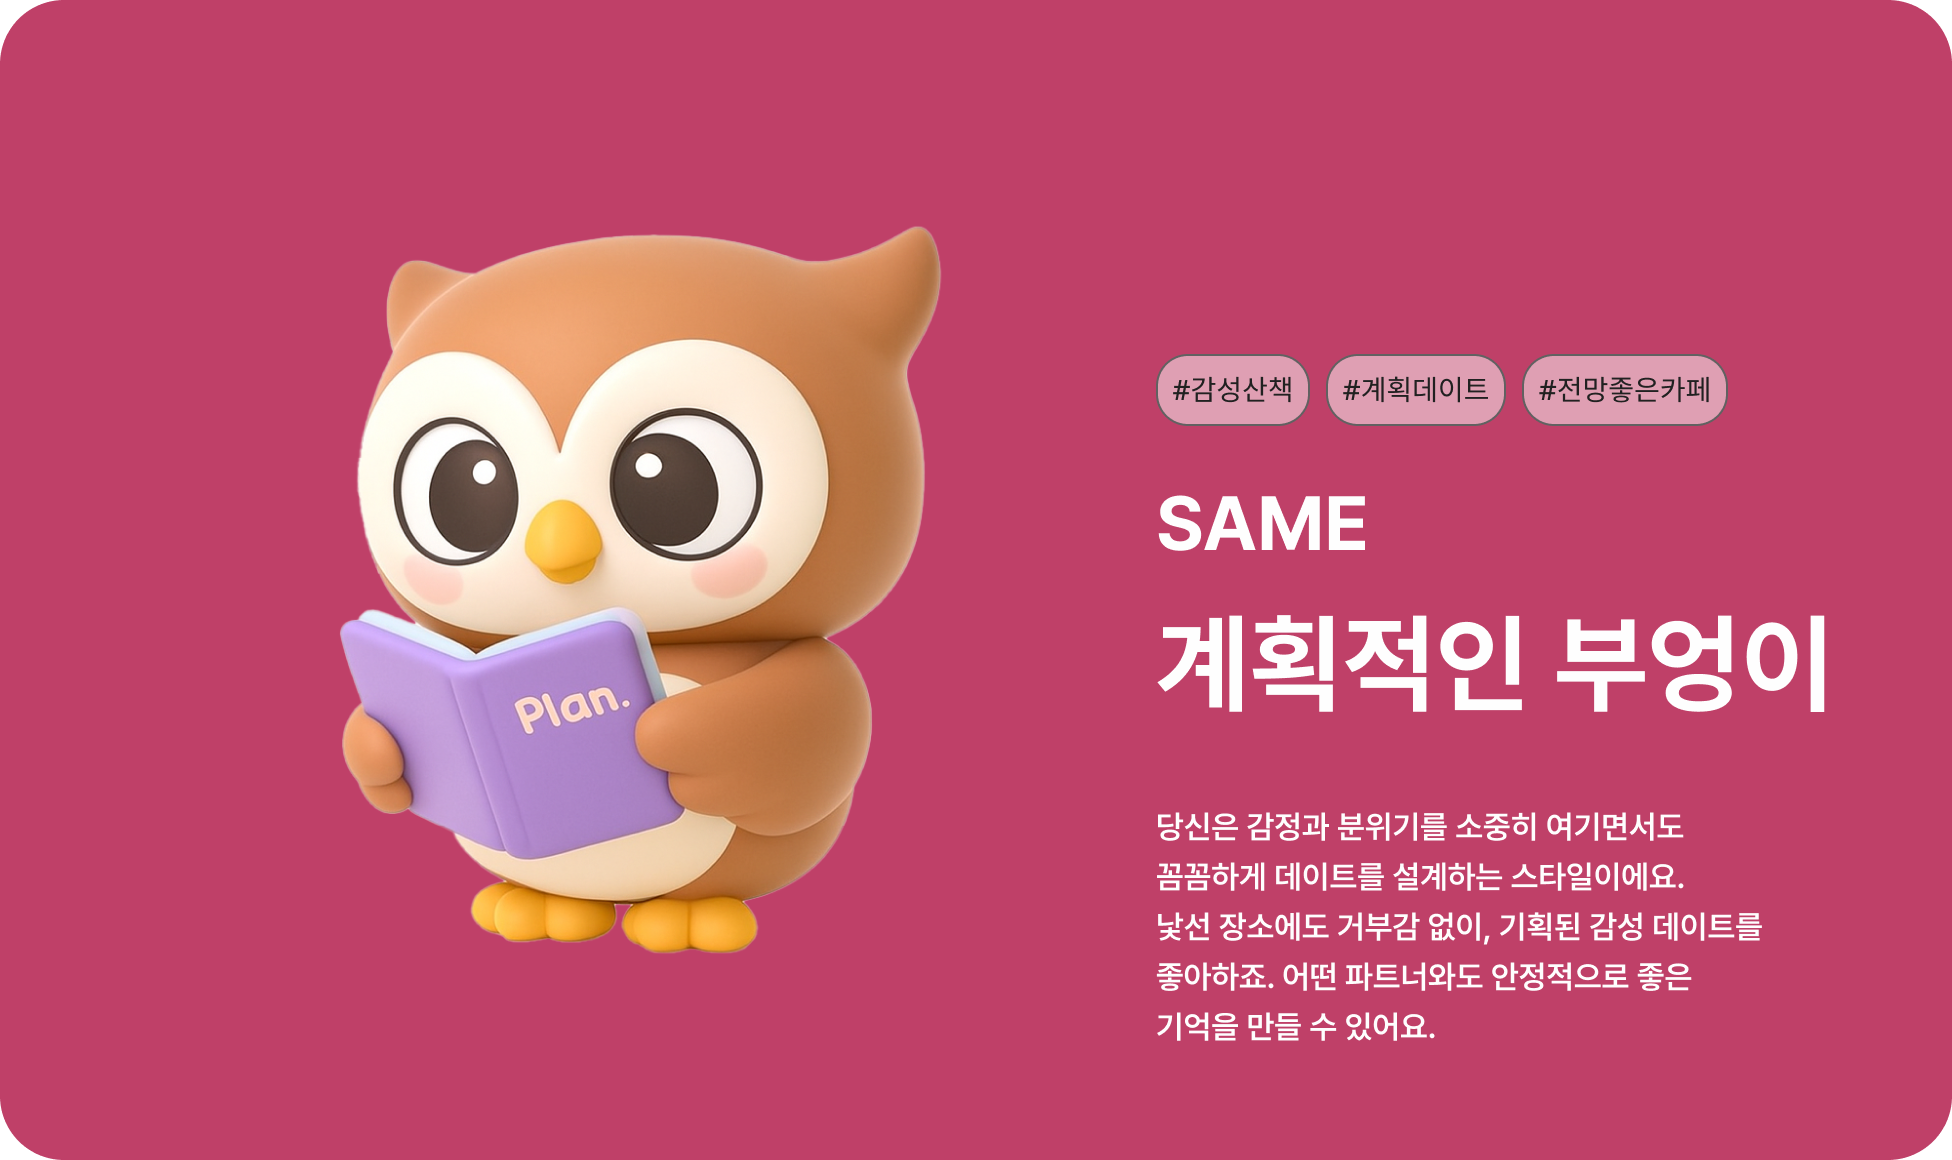 #감성산책 #계획데이트 #전망좋은카페
SAME
계획적인 부엉이
Plan.
당신은 감정과 분위기를 소중히 여기면서도
꼼꼼하게 데이트를 설계하는 스타일이에요.
낯선 장소에도 거부감 없이, 기획된 감성 데이트를
좋아하죠. 어떤 파트너와도 안정적으로 좋은
기억을 만들 수 있어요.